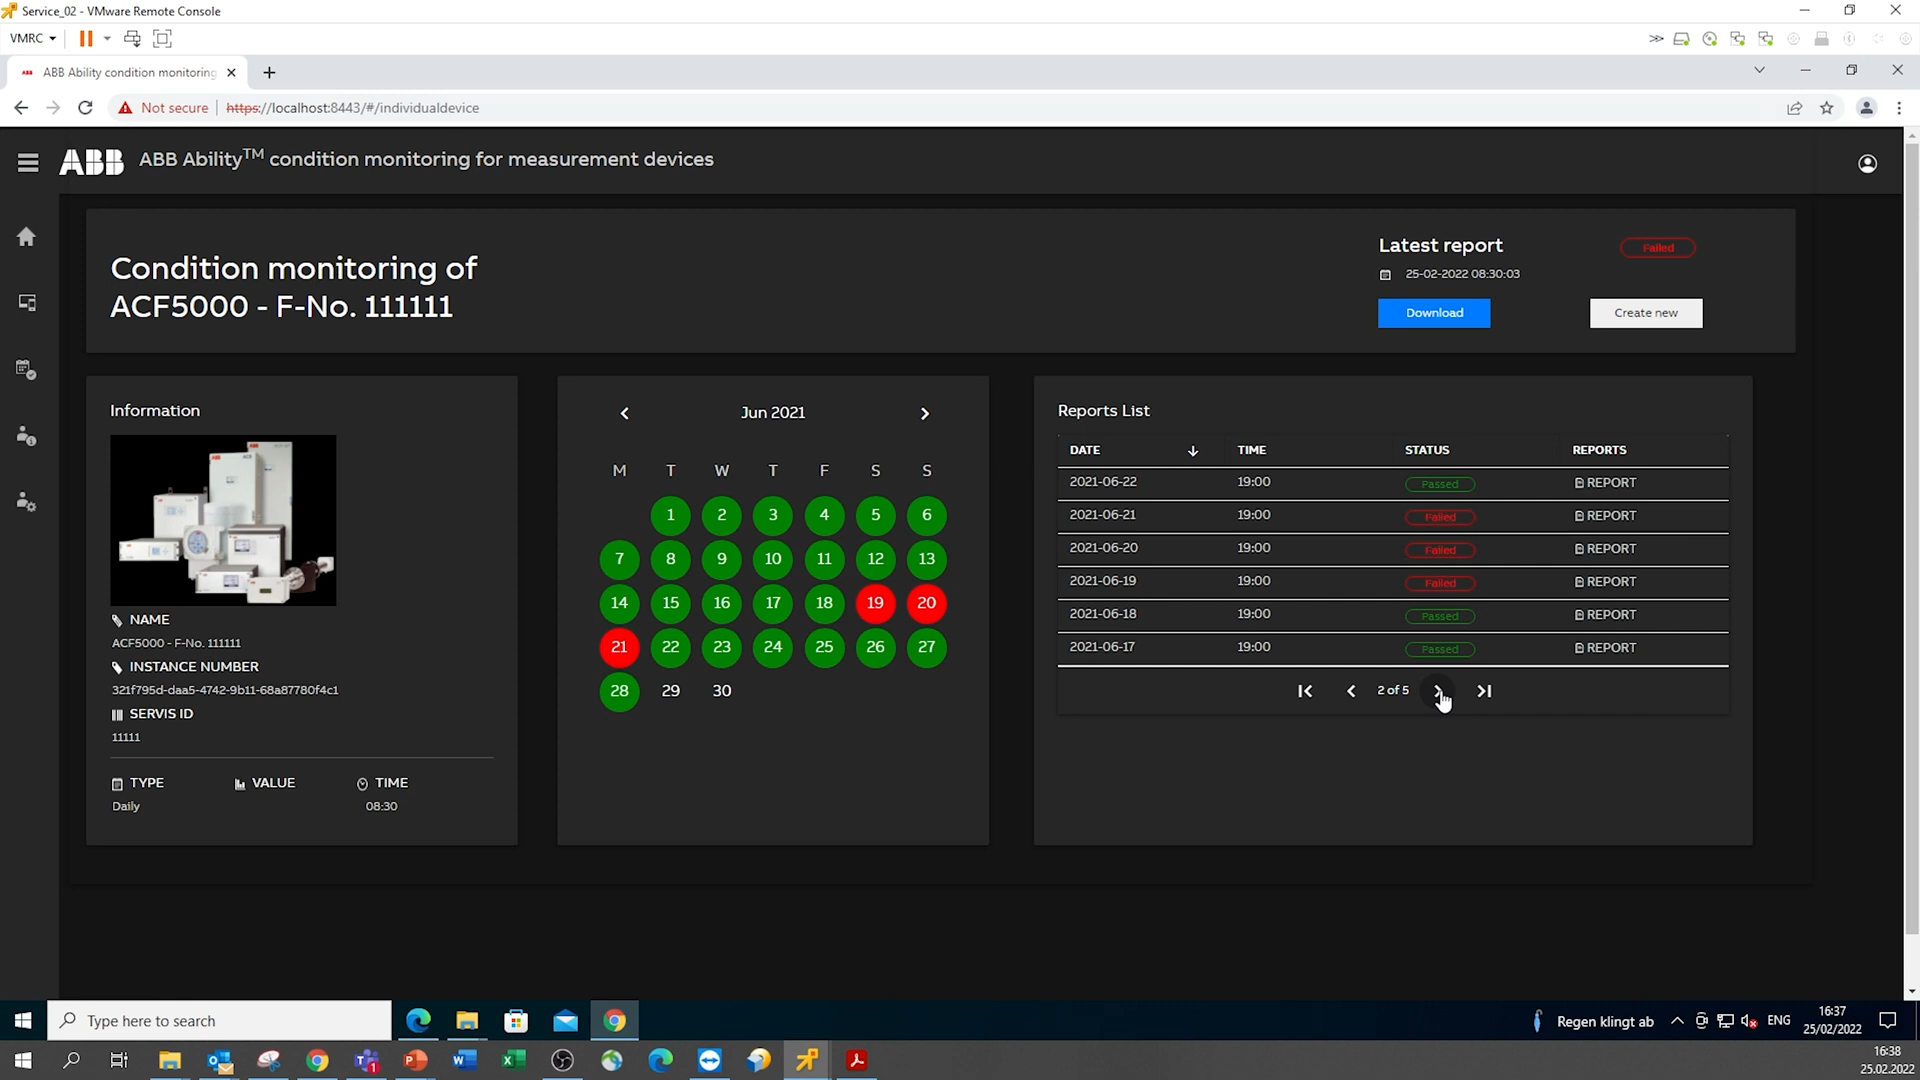 Service_02 - VMware Remote Console
VMRC
ABB Ability condition monitoring
Not secure | https://localhost:8443/#/individualdevice
ABB ABB Ability™ condition monitoring for measurement devices
Condition monitoring of
ACF5000 - F-No. 111111
Latest report
Failed
25-02-2022 08:30:03
Download
Create new
Information
NAME
ACF5000 - F-No. 111111
INSTANCE NUMBER
321f795d-daa5-4742-9b11-68a87780f4c1
SERVIS ID
11111
TYPE VALUE TIME
Daily 08:30
Jun 2021
M T W T F S S
1 2 3 4 5 6
7 8 9 10 11 12 13
14 15 16 17 18 19 20
21 22 23 24 25 26 27
28 29 30
Reports List
DATE TIME STATUS REPORTS
2021-06-22 19:00 Passed REPORT
2021-06-21 19:00 Failed REPORT
2021-06-20 19:00 Failed REPORT
2021-06-19 19:00 Failed REPORT
2021-06-18 19:00 Passed REPORT
2021-06-17 19:00 Passed REPORT
2 of 5
Type here to search
Regen klingt ab
ENG
16:37
25/02/2022
16:38
25.02.2022